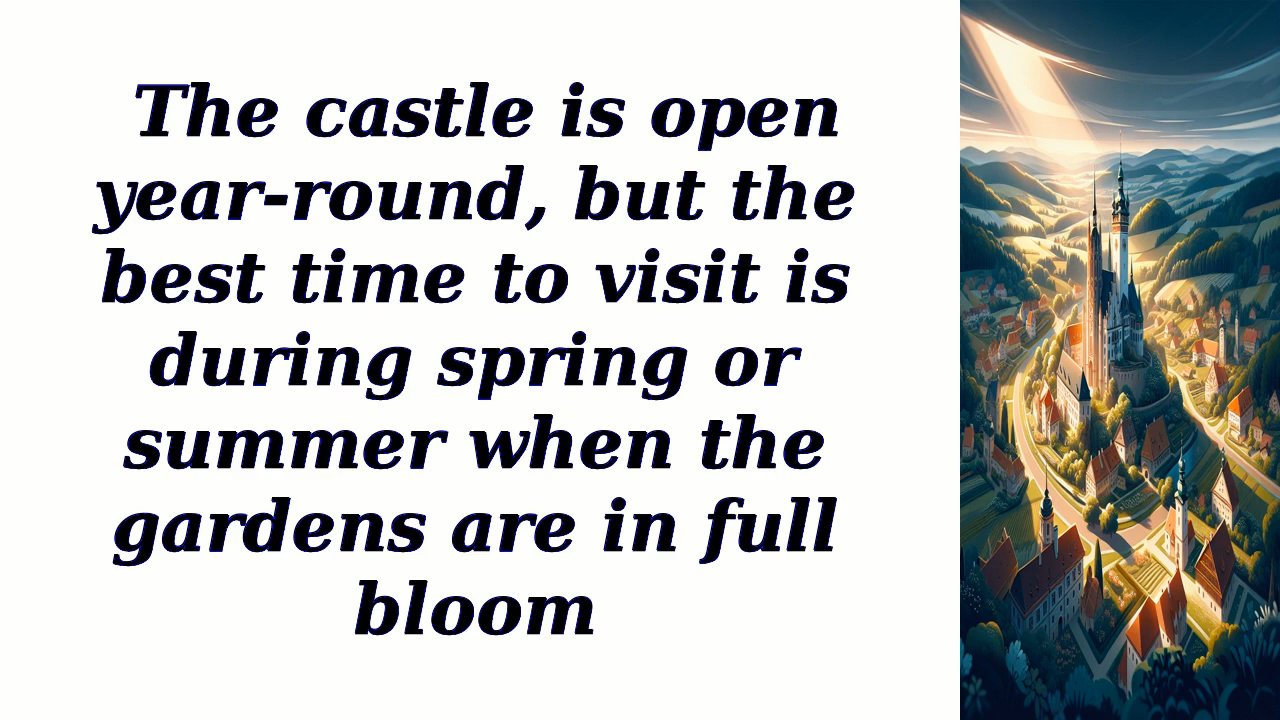 The castle is open
year-round, but the
best time to visit is
during spring or
summer when the
gardens are in full
bloom